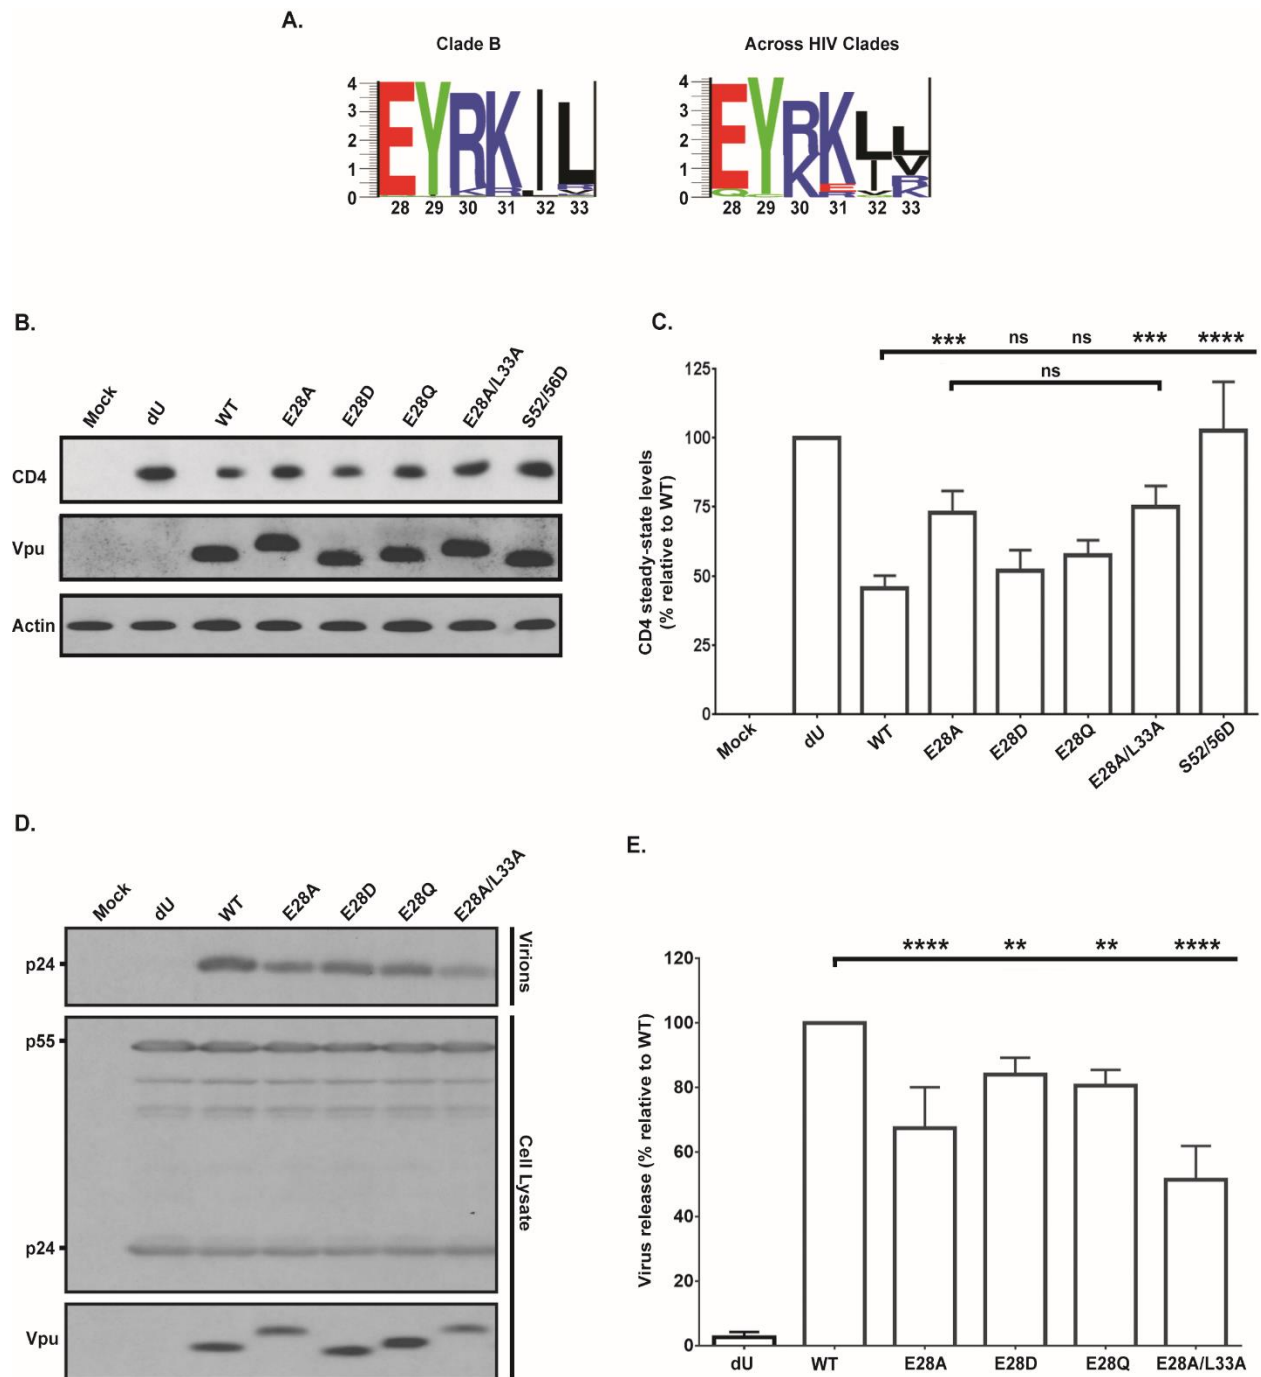 A.
Clade B
Across HIV Clades
4
3
2
1
0
E Y R K I L
K R R
V
28 29 30 31 32 33
4
3
2
1
0
E Y R K L L
Q K E I V
R V R
28 29 30 31 32 33
B.
Mock dU WT E28A E28D E28Q E28A/L33A S52/56D
CD4
Vpu
Actin
C.
*** ns ns *** ****
ns
CD4 steady-state levels
(% relative to WT)
125
100
75
50
25
0
Mock dU WT E28A E28D E28Q E28A/L33A S52/56D
D.
Mock dU WT E28A E28D E28Q E28A/L33A
p24
Virions
p55
Cell Lysate
p24
Vpu
E.
**** ** ** ****
Virus release (% relative to WT)
120
100
80
60
40
20
0
dU WT E28A E28D E28Q E28A/L33A